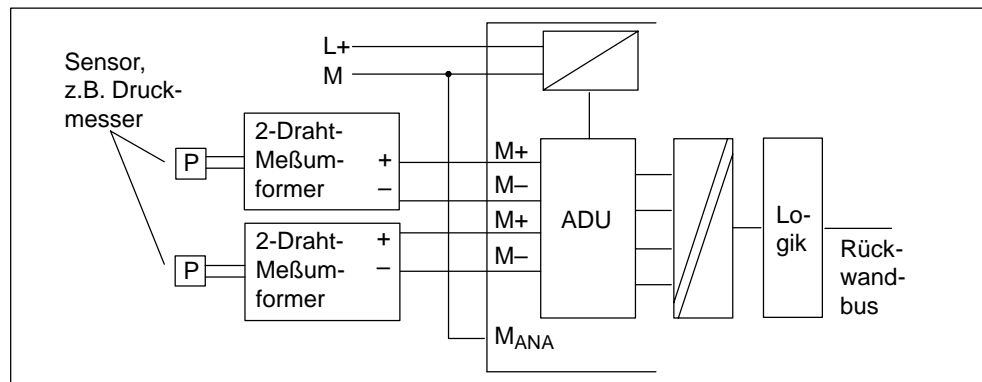 L+
M
Sensor,
z.B. Druck-
messer
P
2-Draht-
Meßum-
former
+
–
M+
M–
P
2-Draht-
Meßum-
former
+
–
M+
M–
ADU
Lo-
gik
Rück-
wand-
bus
MANA